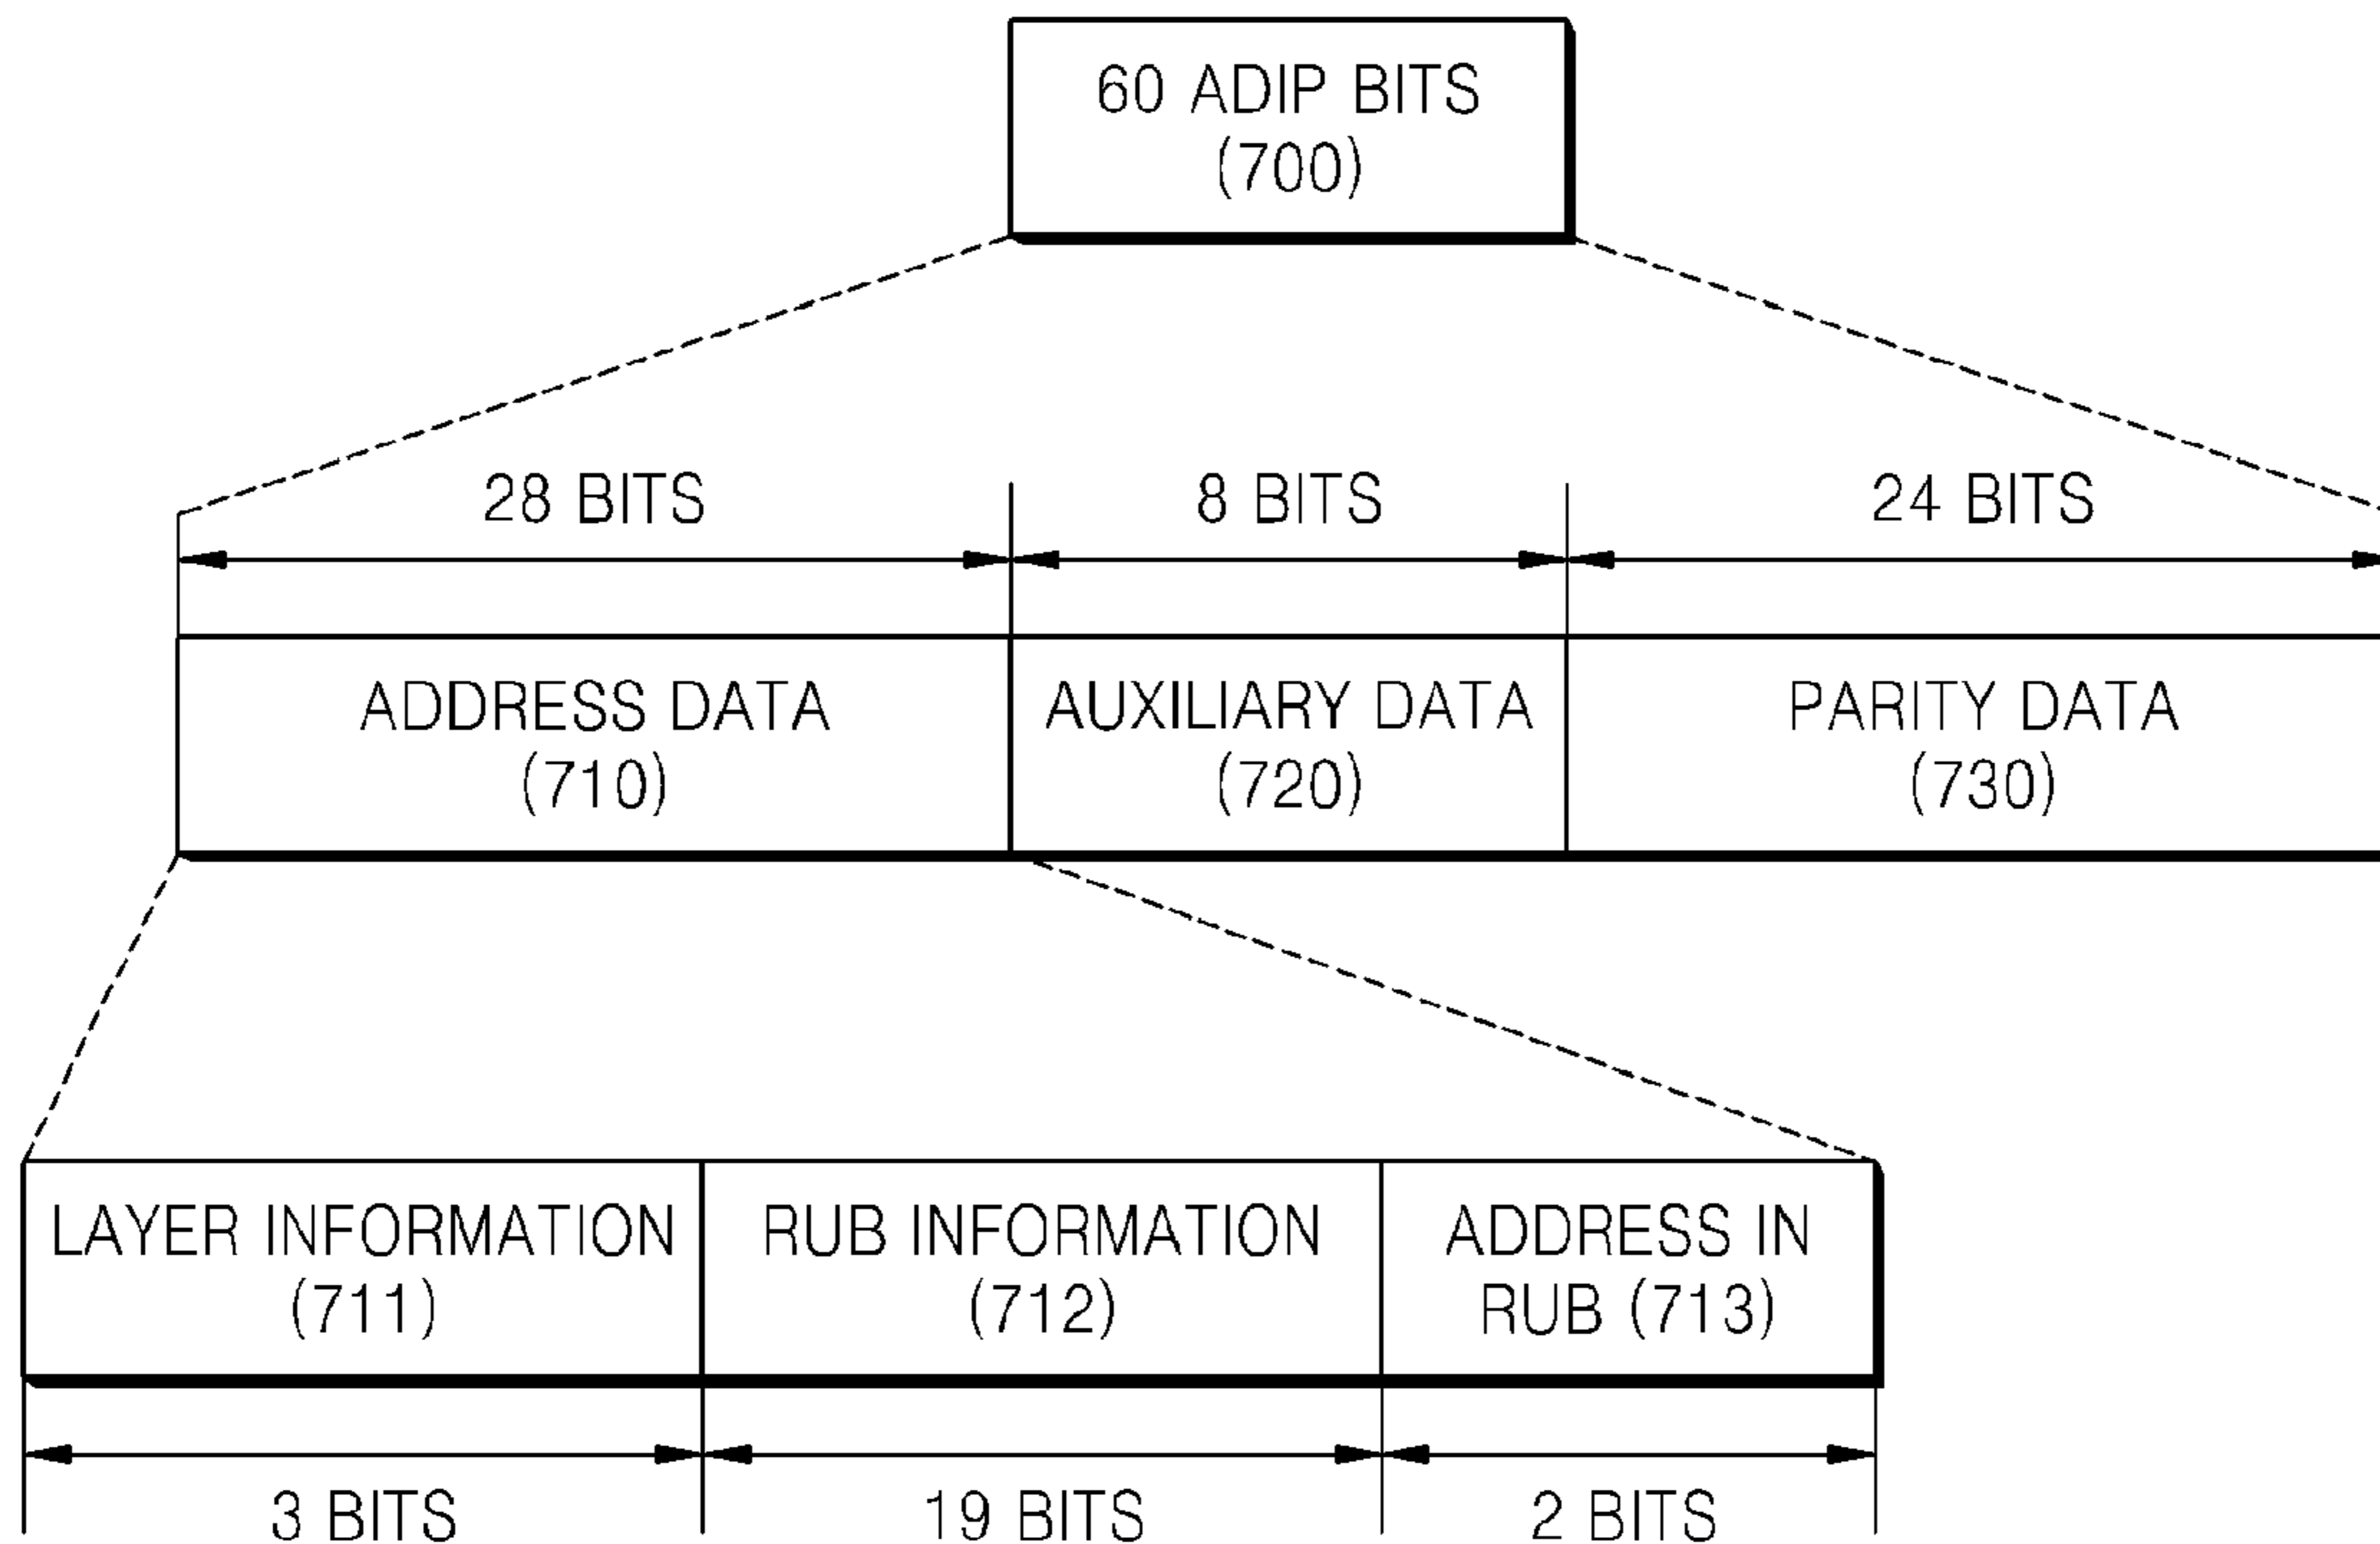 60 ADIP BITS
(700)
28 BITS
8 BITS
24 BITS
ADDRESS DATA
(710)
AUXILIARY DATA
(720)
PARITY DATA
(730)
LAYER INFORMATION
(711)
RUB INFORMATION
(712)
ADDRESS IN
RUB (713)
3 BITS
19 BITS
2 BITS